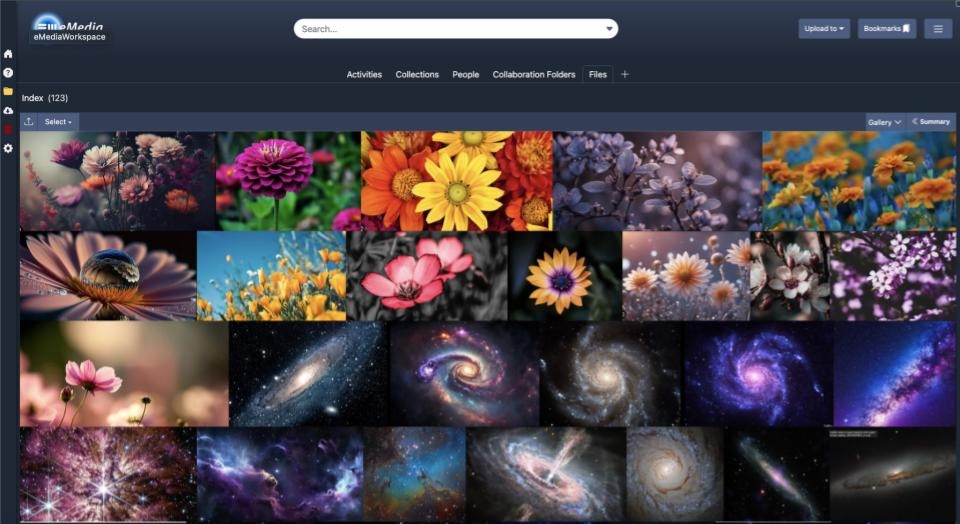 eMedia
eMediaWorkspace
Search...
Upload to
Bookmarks
Activities
Collections
People
Collaboration Folders
Files
Index (123)
Select
Gallery
Summary